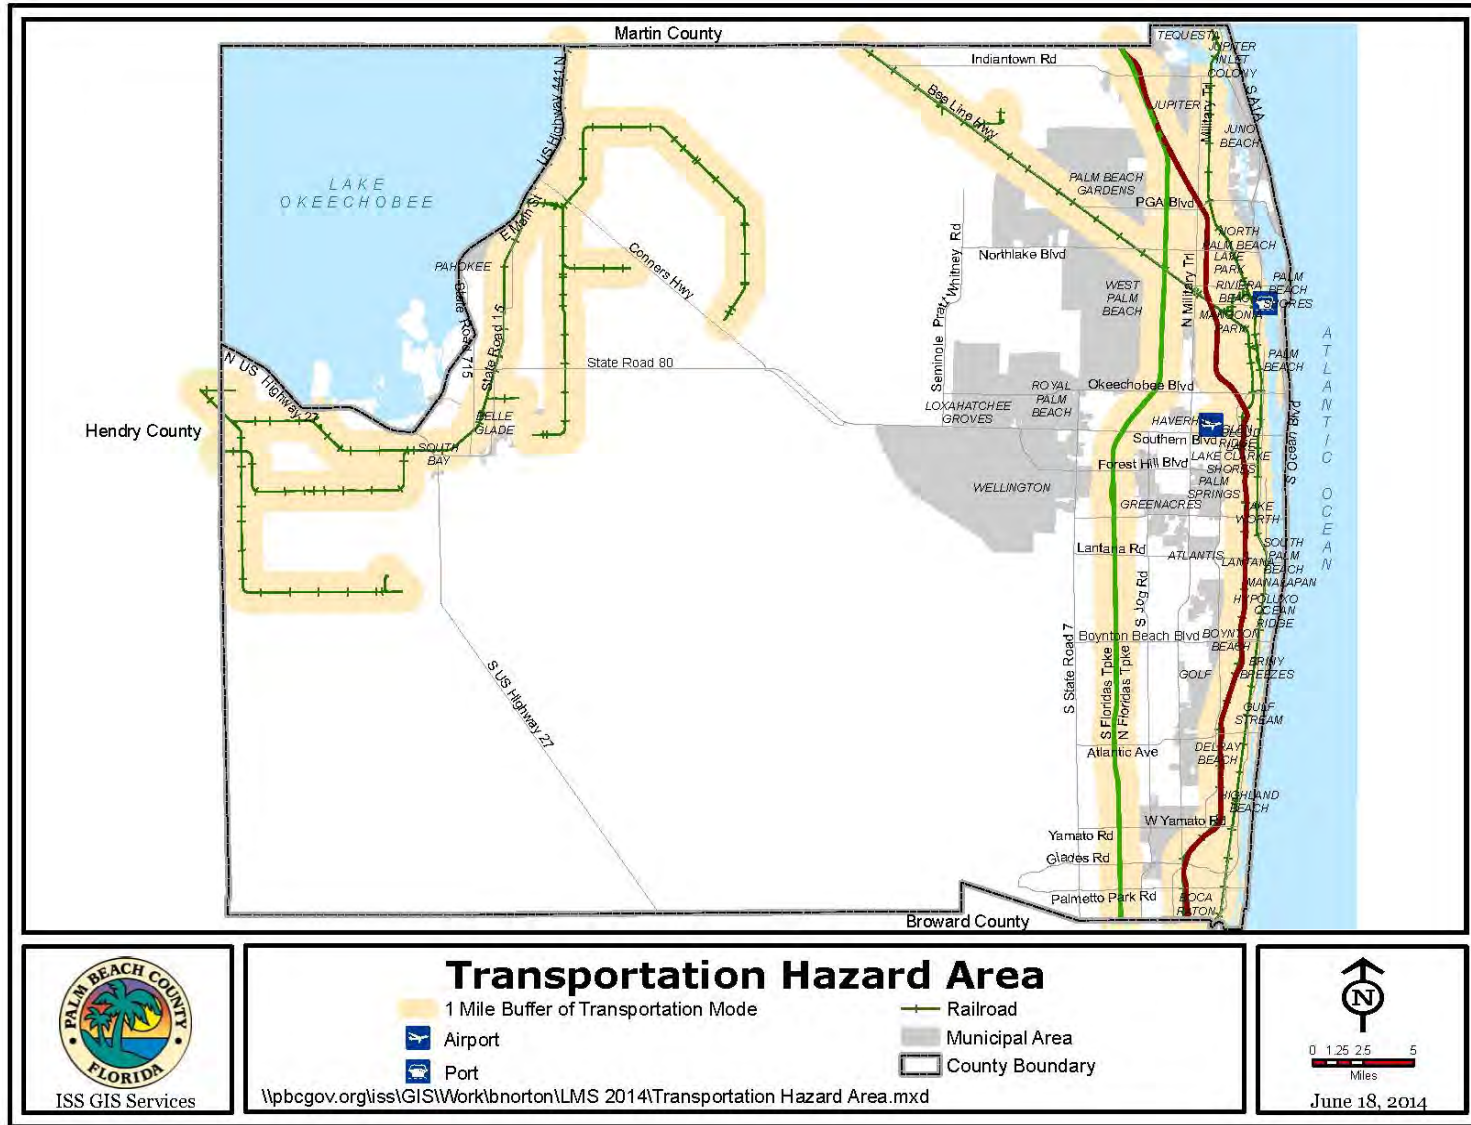 Martin County
TEQUESTA
JUPITER
INLET
COLONY
Indiantown Rd
US Highway 441 N
Bee Line Hwy
JUPITER
Military Trl
S A1A
JUNO
BEACH
LAKE
OKEECHOBEE
PALM BEACH
GARDENS
PGA Blvd
E Main St
NORTH
PALM BEACH
LAKE
PARK
Conners Hwy
Seminole Pratt Whitney Rd
Northlake Blvd
N Military Trl
PAHOKEE
State Road 715
State Road 15
WEST
PALM
BEACH
RIVIERA
BEACH
PALM
BEACH
SHORES
MANGONIA
PARK
N US Highway 27
State Road 80
PALM
BEACH
ROYAL
PALM
BEACH
Okeechobee Blvd
LOXAHATCHEE
GROVES
Hendry County
BELLE
GLADE
SOUTH
BAY
Southern Blvd
RIDGE
Forest Hill Blvd
LAKE CLARKE
SHORES
S Ocean Blvd
ATLANTIC OCEAN
WELLINGTON
PALM
SPRINGS
GREENACRES
LAKE
WORTH
Lantana Rd
ATLANTIS
LANTANA
SOUTH
PALM
BEACH
MANALAPAN
S Jog Rd
HYPOLUXO
OCEAN
RIDGE
S State Road 7
Boynton Beach Blvd
BOYNTON
BEACH
S US Highway 27
S Floridas Tpke
N Floridas Tpke
GOLF
BRINY
BREEZES
GULF
STREAM
Atlantic Ave
DELRAY
BEACH
HIGHLAND
BEACH
W Yamato Rd
Yamato Rd
Glades Rd
Palmetto Park Rd
BOCA
RATON
Broward County
PALM BEACH COUNTY
FLORIDA
ISS GIS Services
Transportation Hazard Area
1 Mile Buffer of Transportation Mode
Airport
Port
Railroad
Municipal Area
County Boundary
\\pbcgov.org\iss\GIS\Work\bnorton\LMS 2014\Transportation Hazard Area.mxd
N
0 1.25 2.5 5
Miles
June 18, 2014